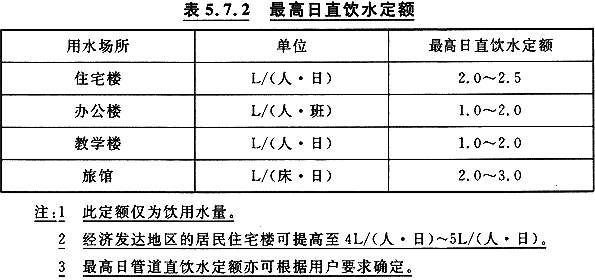 表 5.7.2 最高日直饮水定额
用水场所 单位 最高日直饮水定额
住宅楼 L/(人·日) 2.0～2.5
办公楼 L/(人·班) 1.0～2.0
教学楼 L/(人·日) 1.0～2.0
旅馆 L/(床·日) 2.0～3.0
注:1 此定额仅为饮用水量。
2 经济发达地区的居民住宅楼可提高至 4L/(人·日)～5L/(人·日)。
3 最高日管道直饮水定额亦可根据用户要求确定。